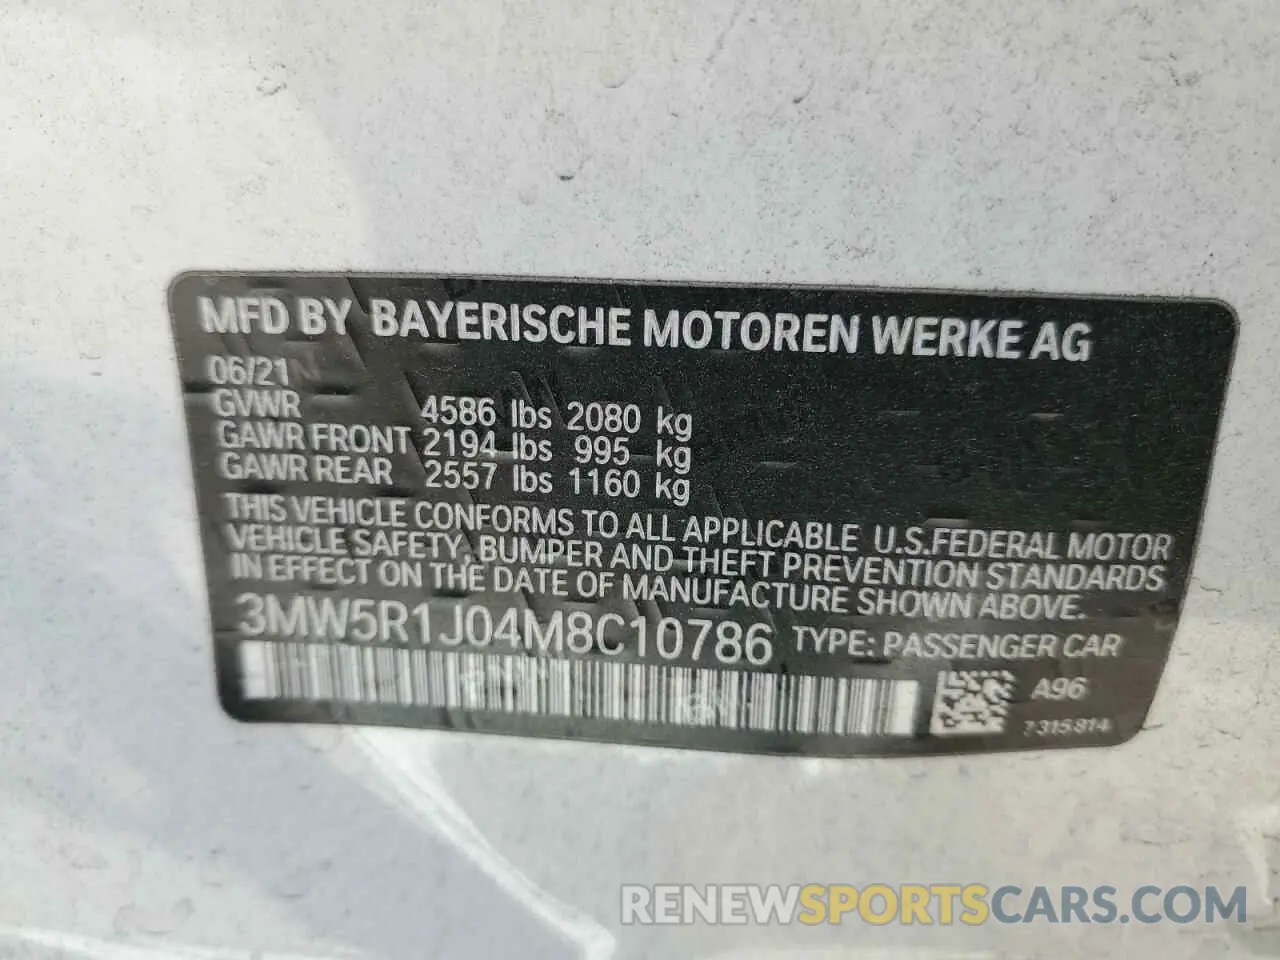 MFD BY BAYERISCHE MOTOREN WERKE AG
06/21
GVWR 4586 lbs 2080 kg
GAWR FRONT 2194 lbs 995 kg
GAWR REAR 2557 lbs 1160 kg
THIS VEHICLE CONFORMS TO ALL APPLICABLE U.S.FEDERAL MOTOR
VEHICLE SAFETY, BUMPER AND THEFT PREVENTION STANDARDS
IN EFFECT ON THE DATE OF MANUFACTURE SHOWN ABOVE.
3MW5R1J04M8C10786 TYPE: PASSENGER CAR
A96
7315814
RENEWSPORTSCARS.COM